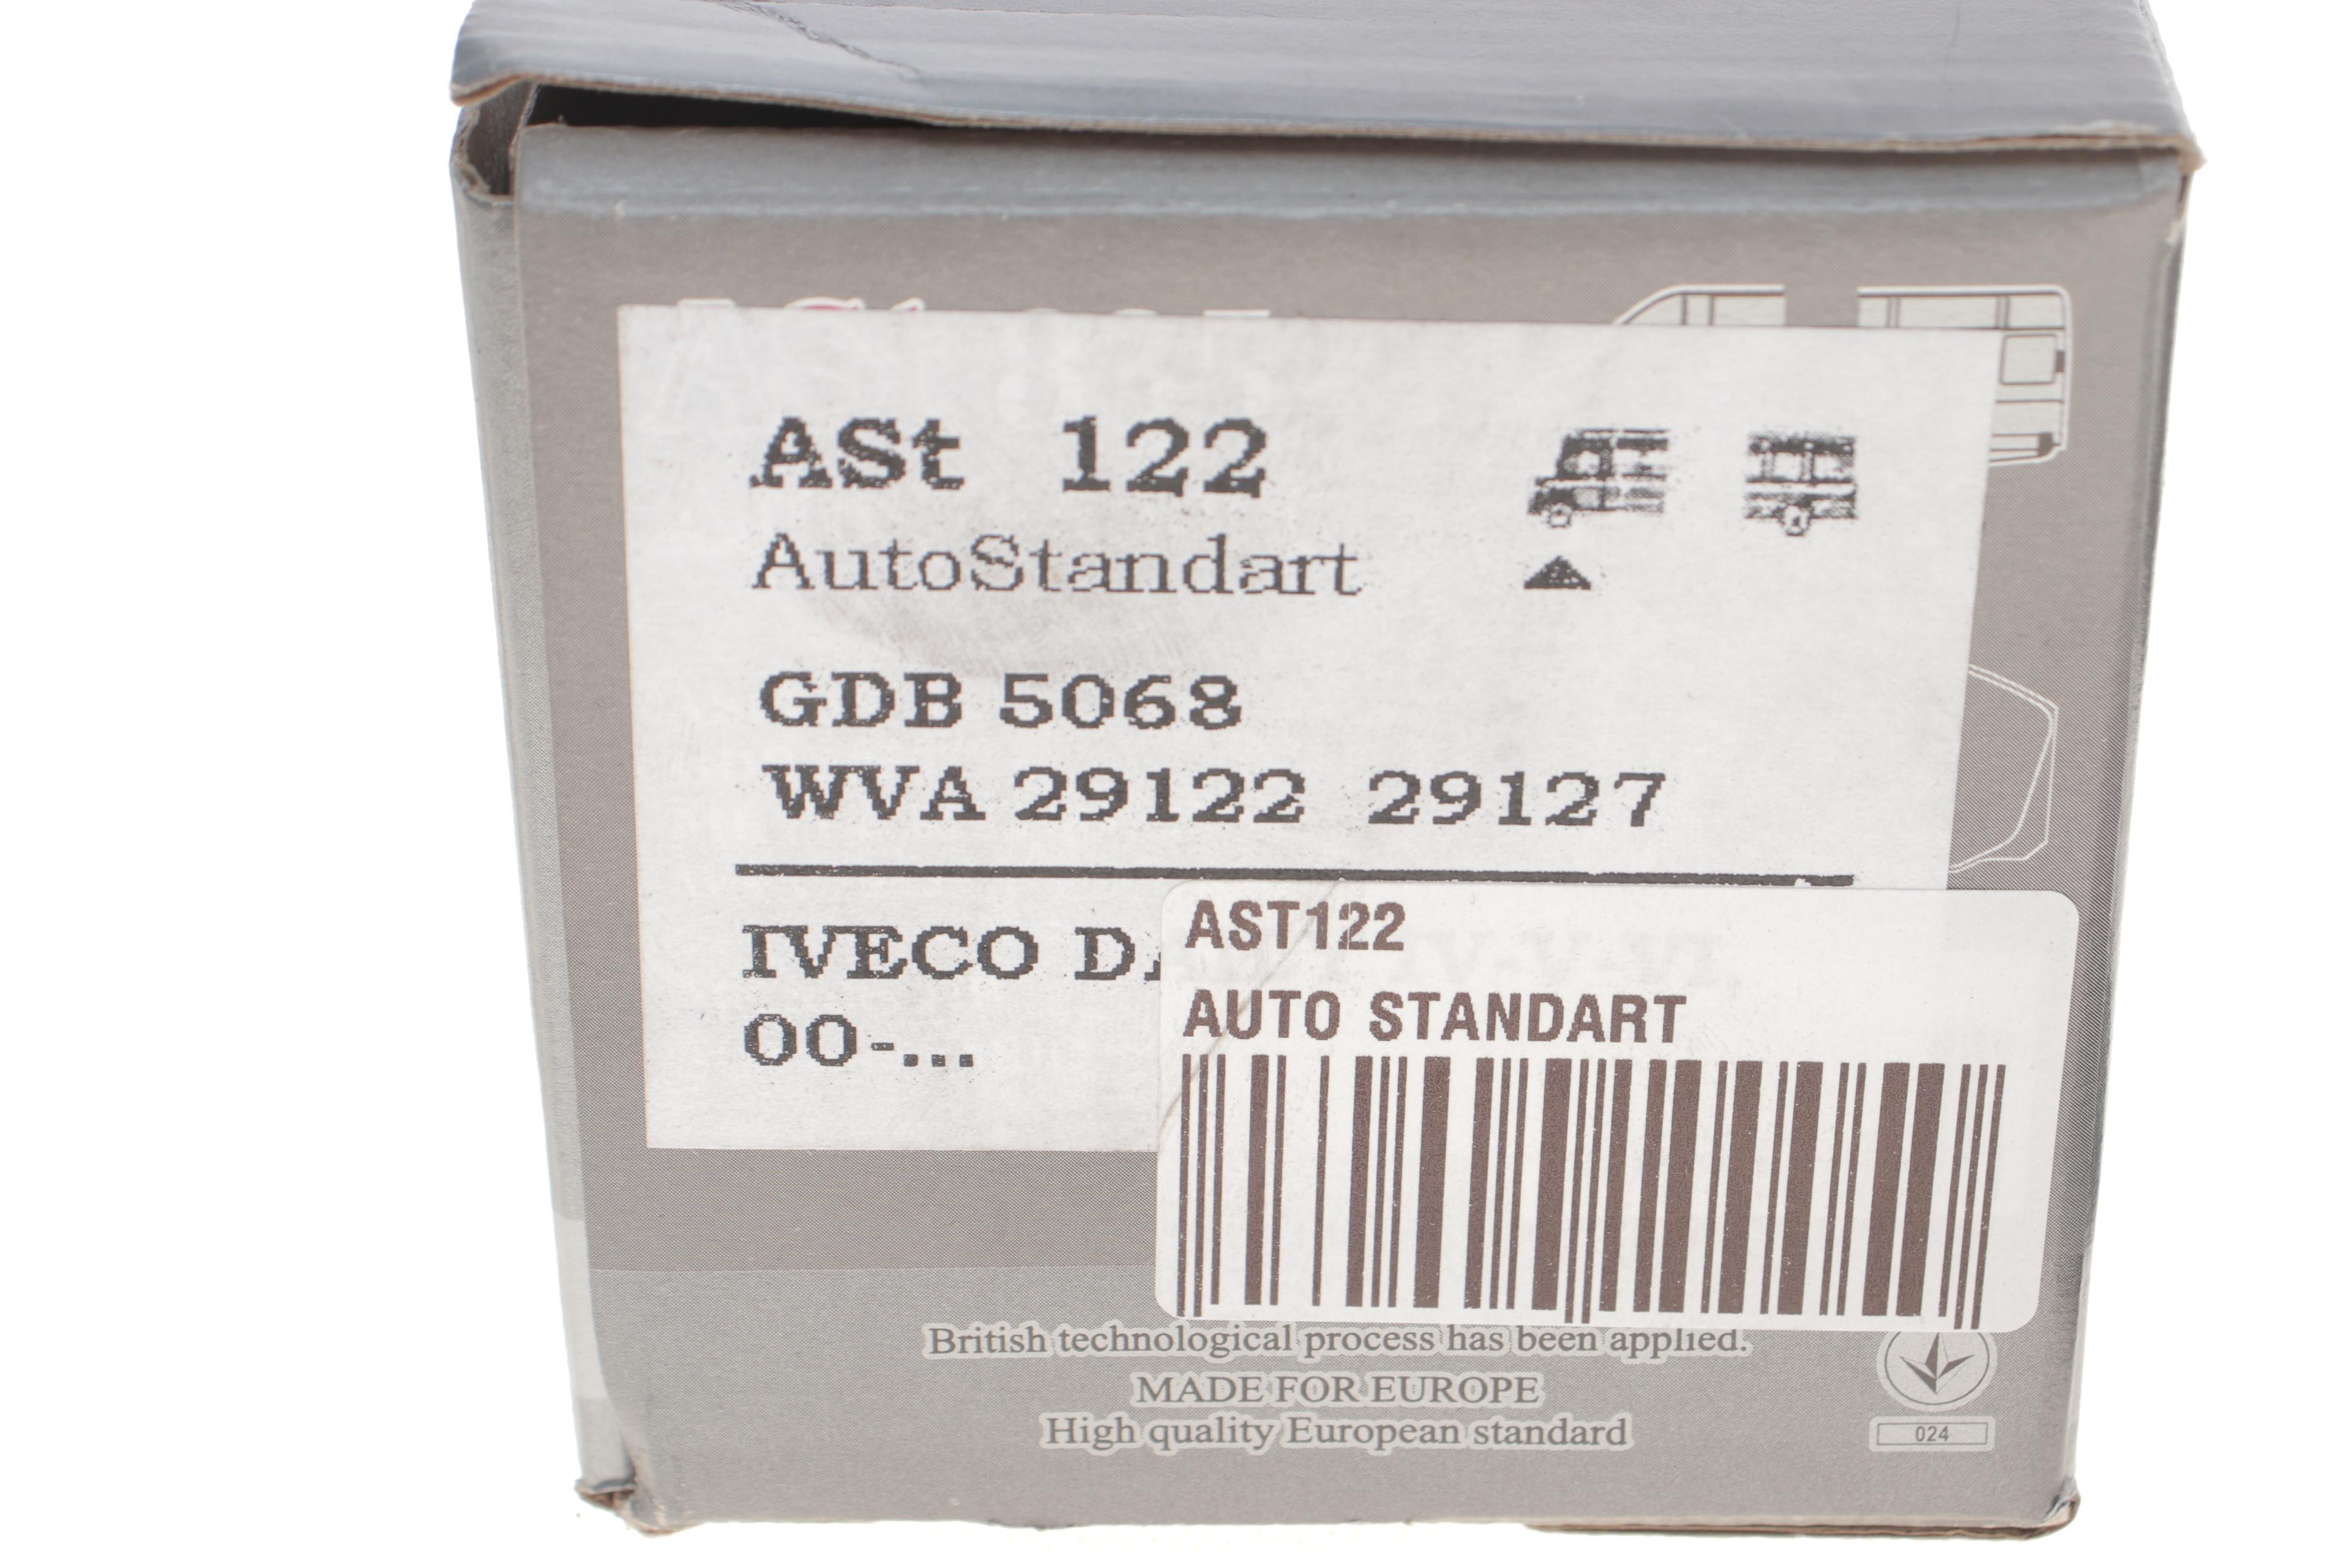 ASt 122
AutoStandart
GDB 5068
WVA 29122 29127
IVECO
00-...
AST122
AUTO STANDART
British technological process has been applied.
MADE FOR EUROPE
High quality European standard
024